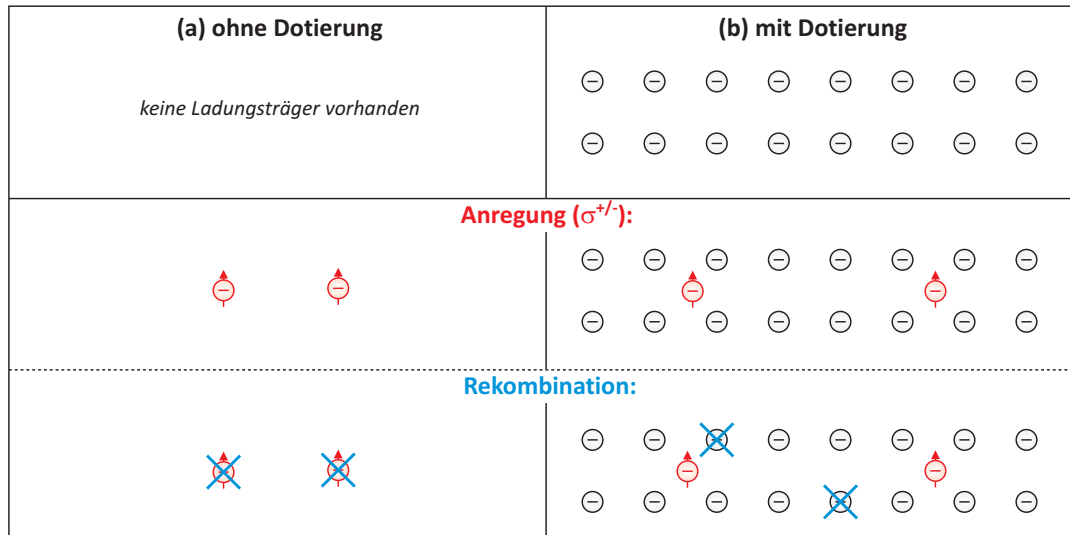 (a) ohne Dotierung
(b) mit Dotierung
keine Ladungsträger vorhanden
Anregung (σ+/-):
Rekombination: